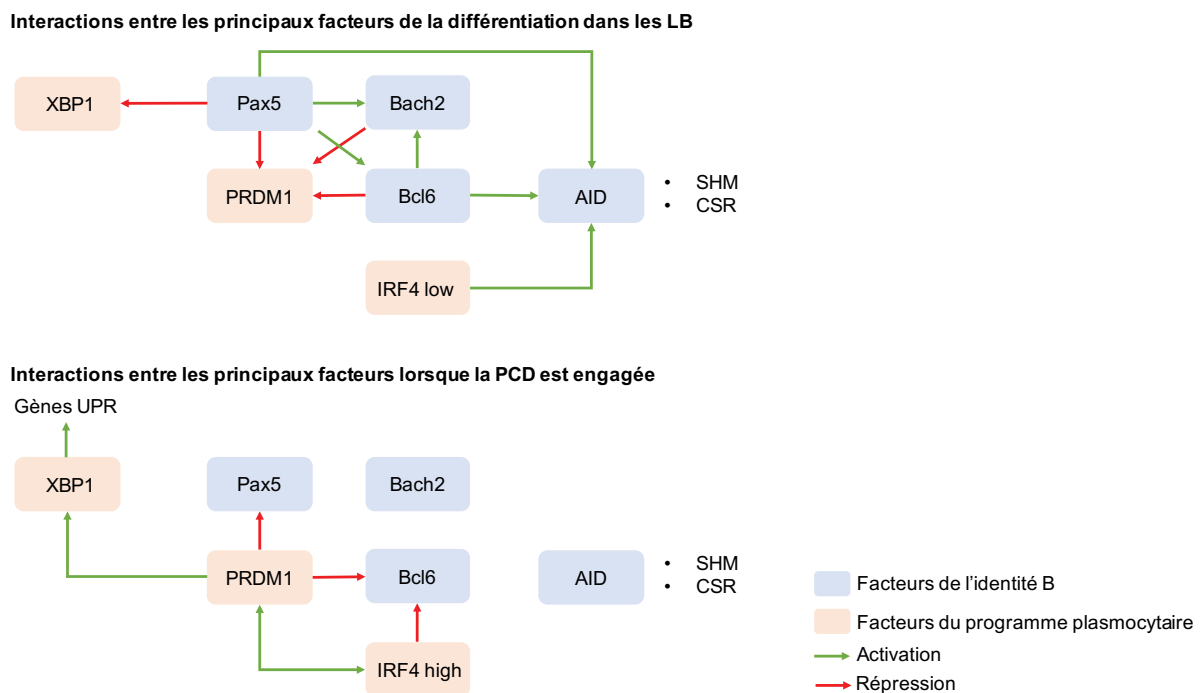 Interactions entre les principaux facteurs de la différentiation dans les LB
XBP1
Pax5
Bach2
PRDM1
Bcl6
AID
• SHM
• CSR
IRF4 low
Interactions entre les principaux facteurs lorsque la PCD est engagée
Gènes UPR
XBP1
Pax5
Bach2
PRDM1
Bcl6
AID
• SHM
• CSR
IRF4 high
Facteurs de l’identité B
Facteurs du programme plasmocytaire
Activation
Répression